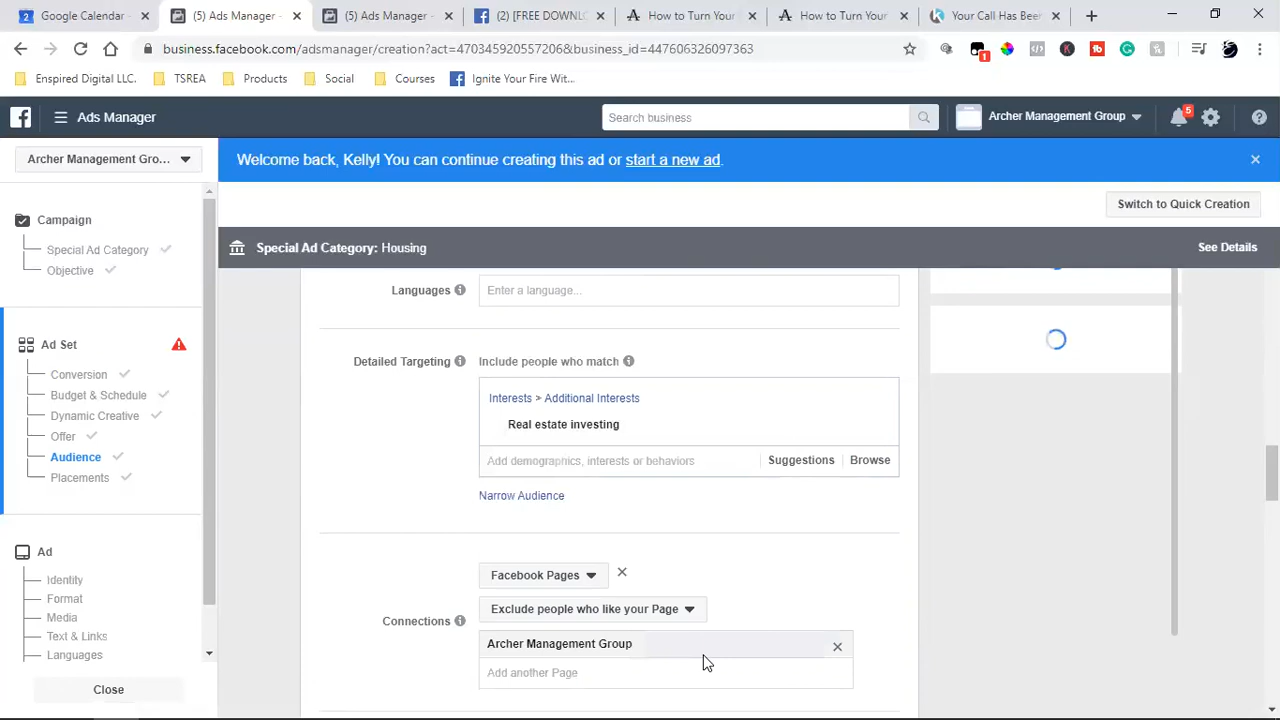 Google Calendar -
(5) Ads Manager -
(5) Ads Manager -
(2) [FREE DOWNL
How to Turn Your
How to Turn Your
Your Call Has Been
business.facebook.com/adsmanager/creation?act=470345920557206&business_id=447606326097363
1
Enspired Digital LLC.
TSREA
Products
Social
Courses
Ignite Your Fire Wit...
Ads Manager
Search business
Archer Management Group
5
Archer Management Gro...
Welcome back, Kelly! You can continue creating this ad or start a new ad.
Switch to Quick Creation
Campaign
Special Ad Category
Objective
Special Ad Category: Housing
See Details
Languages
Enter a language...
Ad Set
Conversion
Budget & Schedule
Dynamic Creative
Offer
Audience
Placements
Detailed Targeting
Include people who match
Interests > Additional Interests
Real estate investing
Add demographics, interests or behaviors
Suggestions
Browse
Narrow Audience
Ad
Identity
Format
Media
Text & Links
Languages
Close
Facebook Pages
Exclude people who like your Page
Connections
Archer Management Group
Add another Page